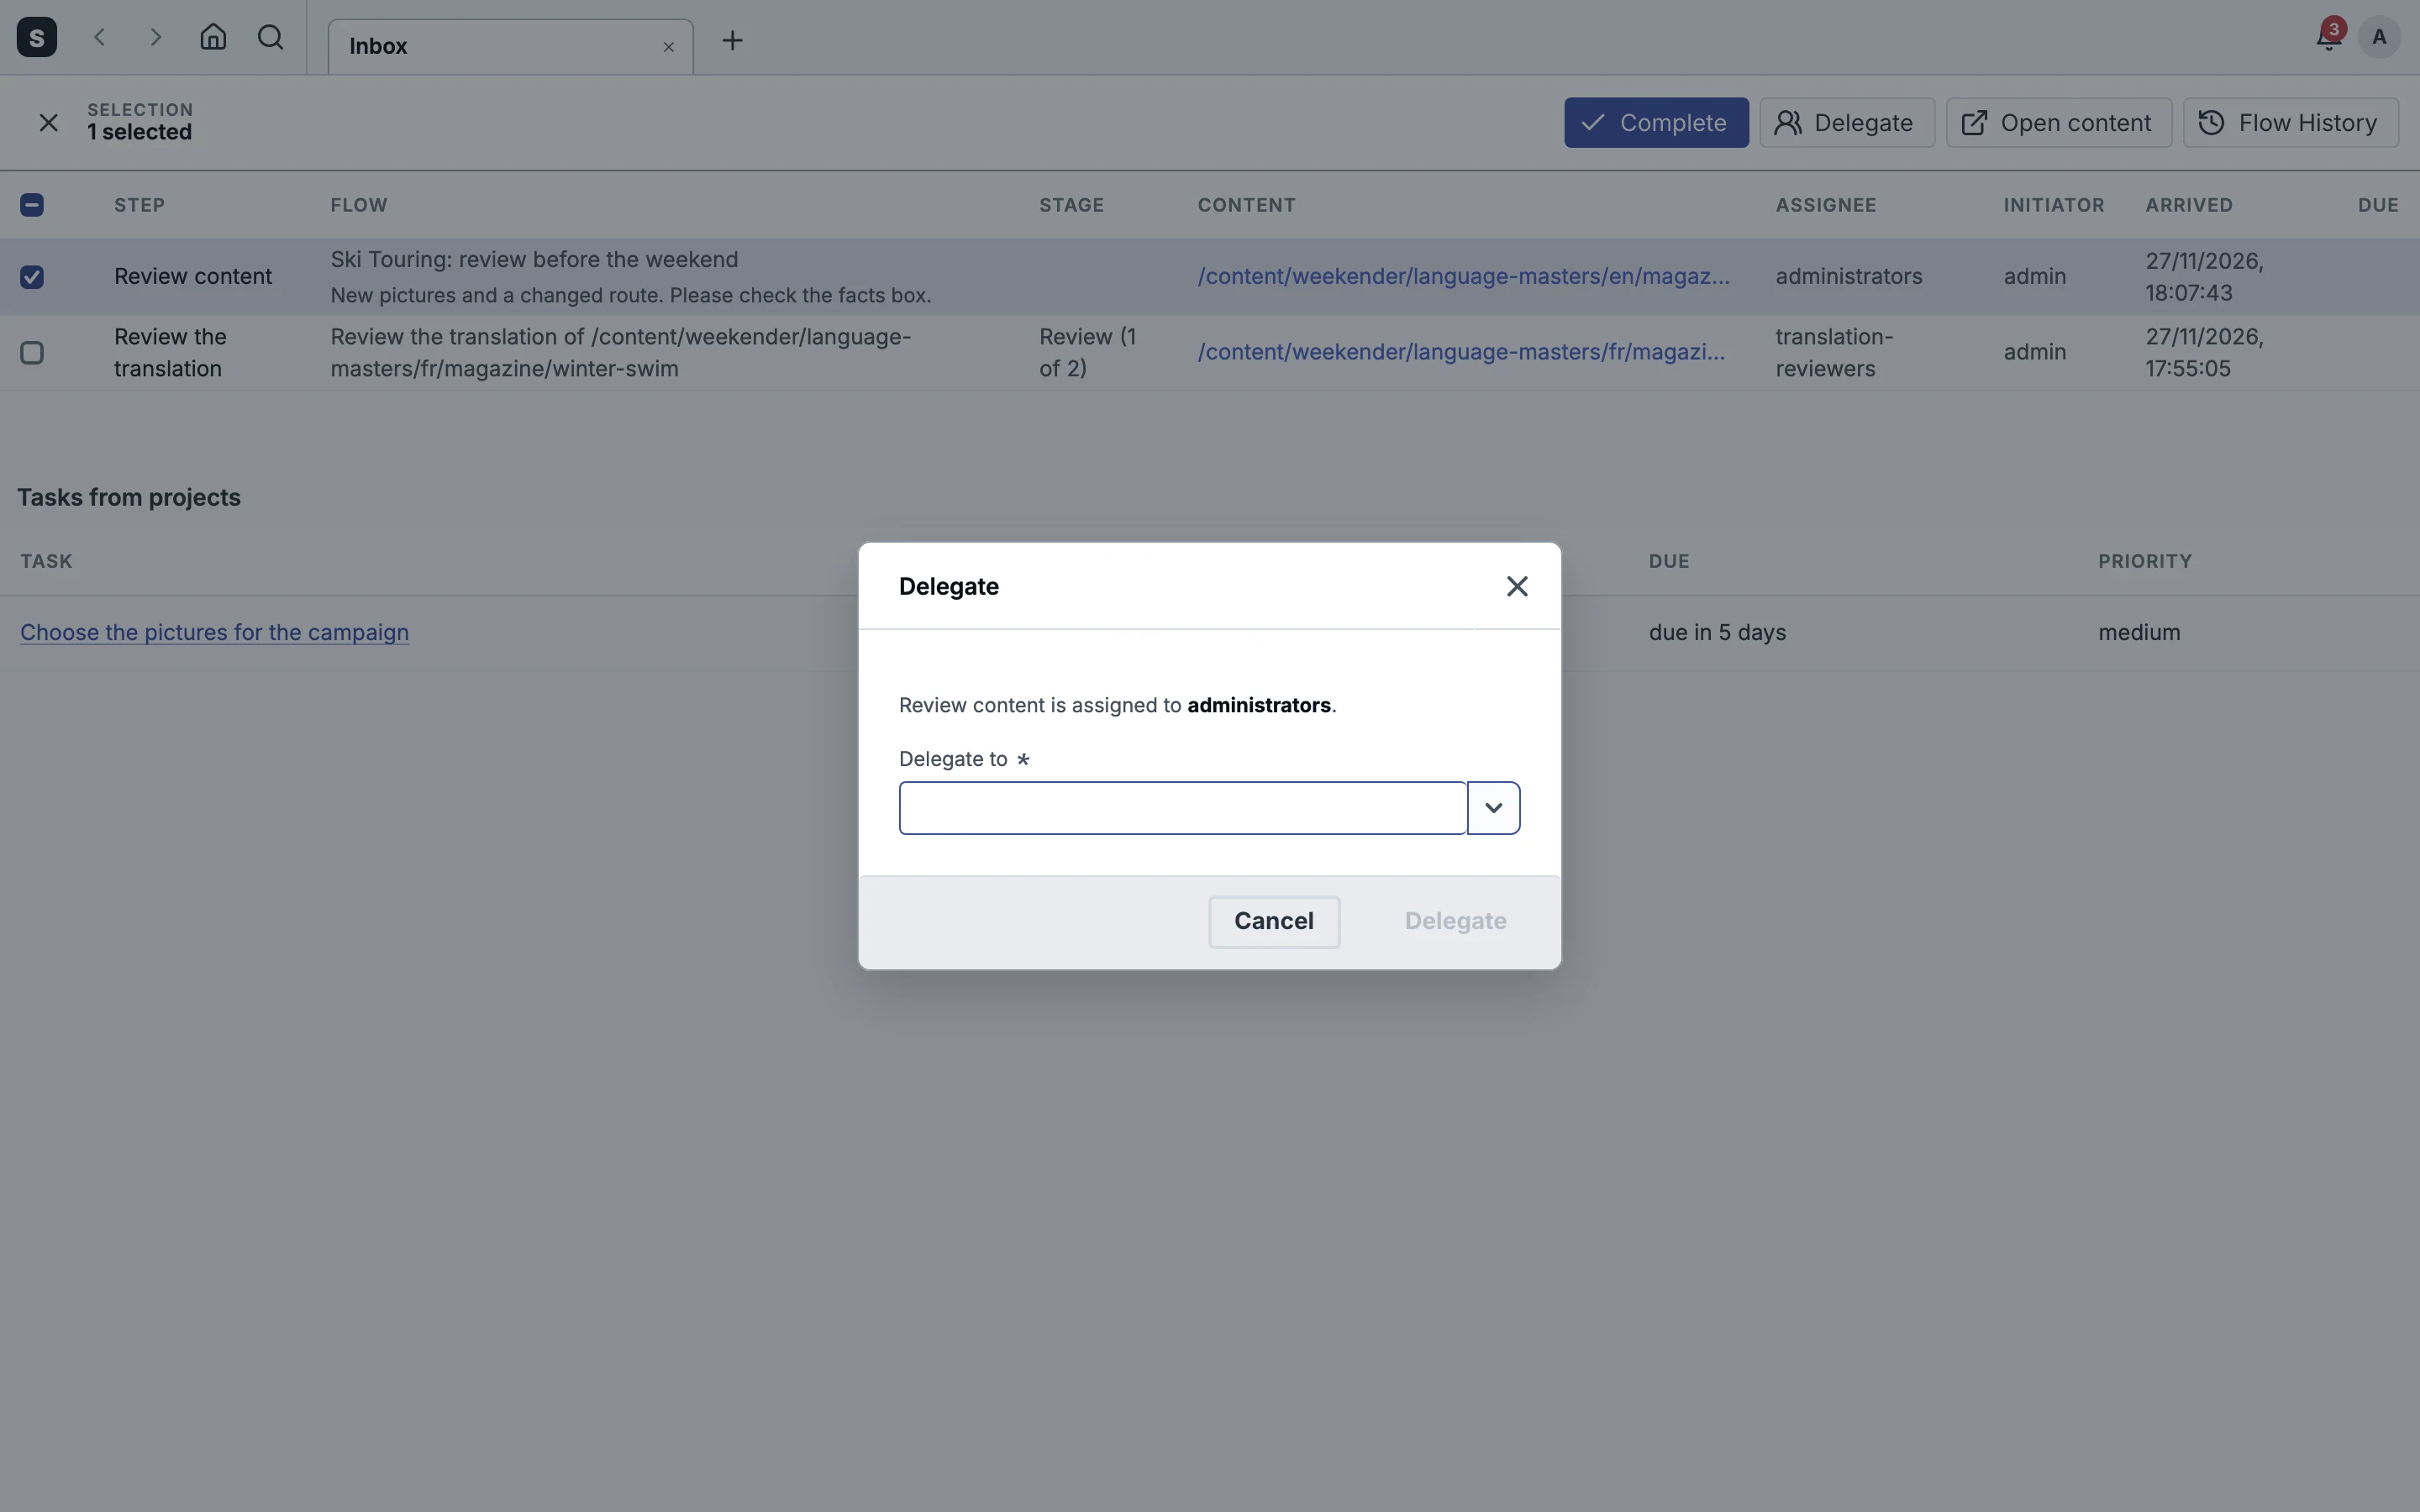 S
Inbox
3
A
SELECTION
1 selected
Complete
Delegate
Open content
Flow History
STEP FLOW STAGE CONTENT ASSIGNEE INITIATOR ARRIVED DUE
Review content
Ski Touring: review before the weekend
New pictures and a changed route. Please check the facts box.
/content/weekender/language-masters/en/magaz...
administrators
admin
27/11/2026,
18:07:43
Review the
translation
Review the translation of /content/weekender/language-
masters/fr/magazine/winter-swim
Review (1
of 2)
/content/weekender/language-masters/fr/magazi...
translation-
reviewers
admin
27/11/2026,
17:55:05
Tasks from projects
TASK DUE PRIORITY
Choose the pictures for the campaign due in 5 days medium
Delegate
Review content is assigned to administrators.
Delegate to *
Cancel
Delegate